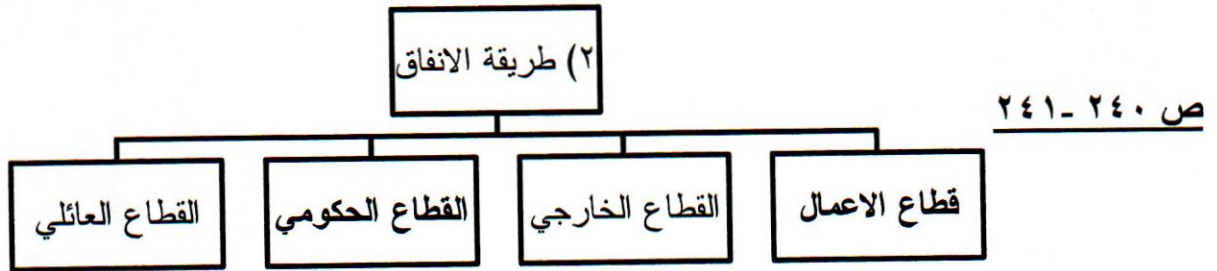 ٢) طريقة الانفاق
ص ٢٤٠ -٢٤١
قطاع الاعمال
القطاع الخارجي
القطاع الحكومي
القطاع العائلي